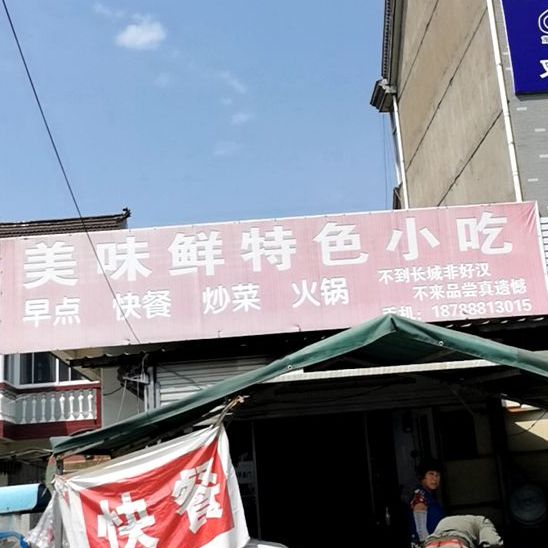 美味鲜特色小吃
早点 快餐 炒菜 火锅
不到长城非好汉
不来品尝真遗憾
手机：18788813015
快餐